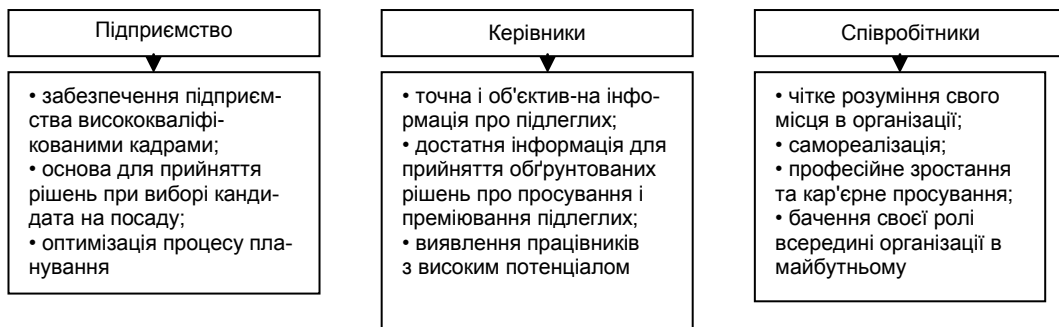 Підприємство
• забезпечення підприєм-
ства висококваліфі-
кованими кадрами;
• основа для прийняття
рішень при виборі канди-
дата на посаду;
• оптимізація процесу пла-
нування
Керівники
• точна і об'єктив-на інфо-
рмація про підлеглих;
• достатня інформація для
прийняття обґрунтованих
рішень про просування і
преміювання підлеглих;
• виявлення працівників
з високим потенціалом
Співробітники
• чітке розуміння свого
місця в організації;
• самореалізація;
• професійне зростання
та кар'єрне просування;
• бачення своєї ролі
всередині організації в
майбутньому